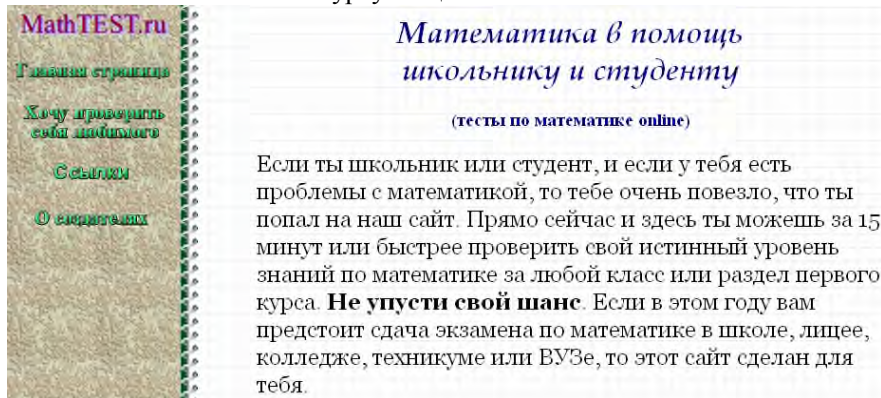 MathTEST.ru
Главная страница
Хочу проверить
себя любимого
Ссылки
О создателях
Математика в помощь
школьнику и студенту
(тесты по математике online)
Если ты школьник или студент, и если у тебя есть
проблемы с математикой, то тебе очень повезло, что ты
попал на наш сайт. Прямо сейчас и здесь ты можешь за 15
минут или быстрее проверить свой истинный уровень
знаний по математике за любой класс или раздел первого
курса. Не упусти свой шанс. Если в этом году вам
предстоит сдача экзамена по математике в школе, лицее,
колледже, техникуме или ВУЗе, то этот сайт сделан для
тебя.